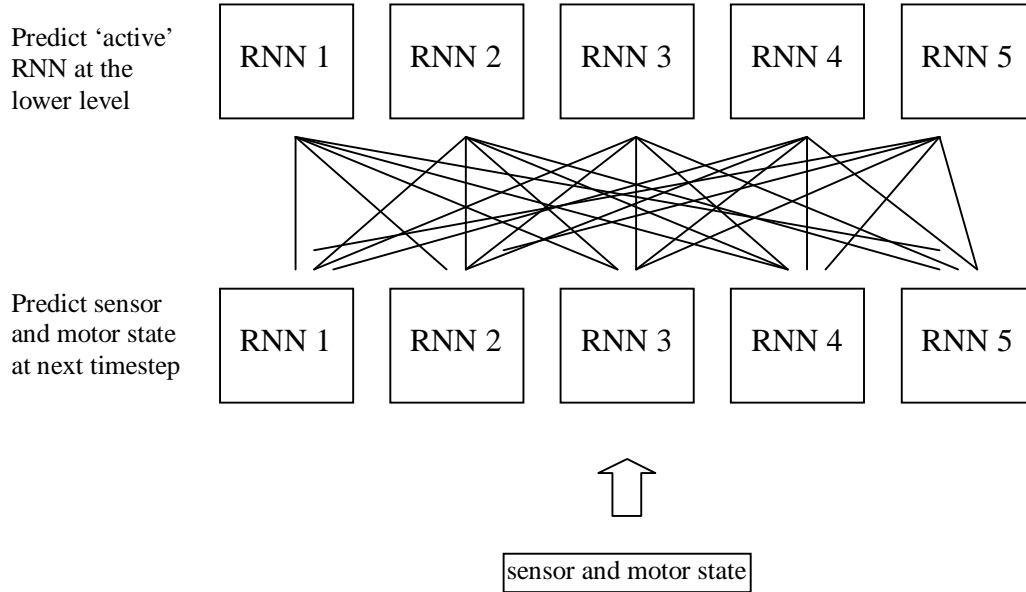 Predict ‘active’
RNN at the
lower level
RNN 1
RNN 2
RNN 3
RNN 4
RNN 5
Predict sensor
and motor state
at next timestep
RNN 1
RNN 2
RNN 3
RNN 4
RNN 5
sensor and motor state